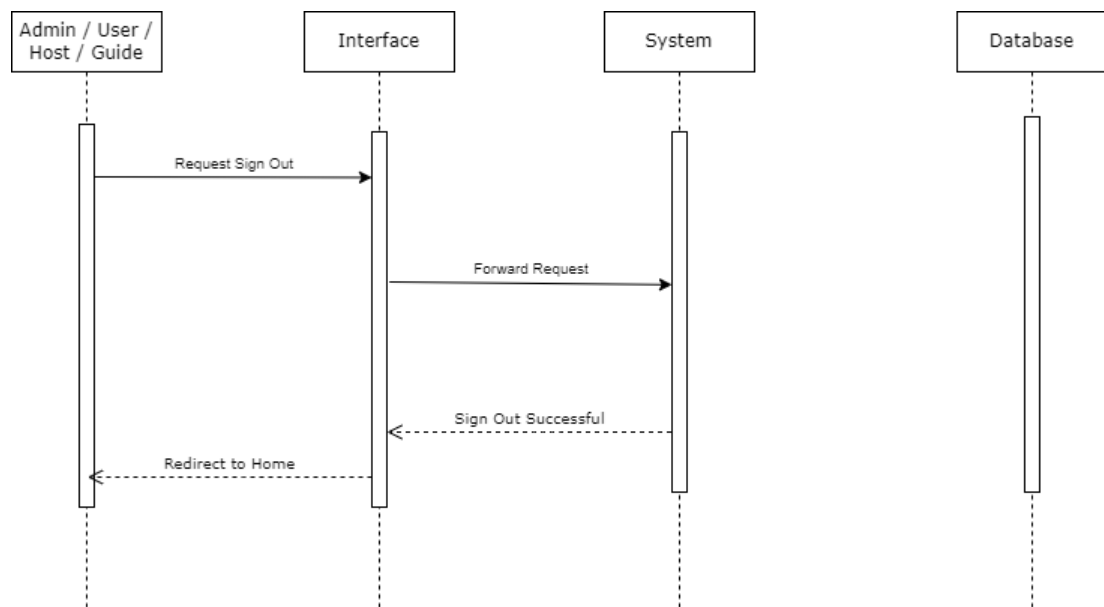 Admin / User /
Host / Guide
Interface
System
Database
Request Sign Out
Forward Request
Sign Out Successful
Redirect to Home